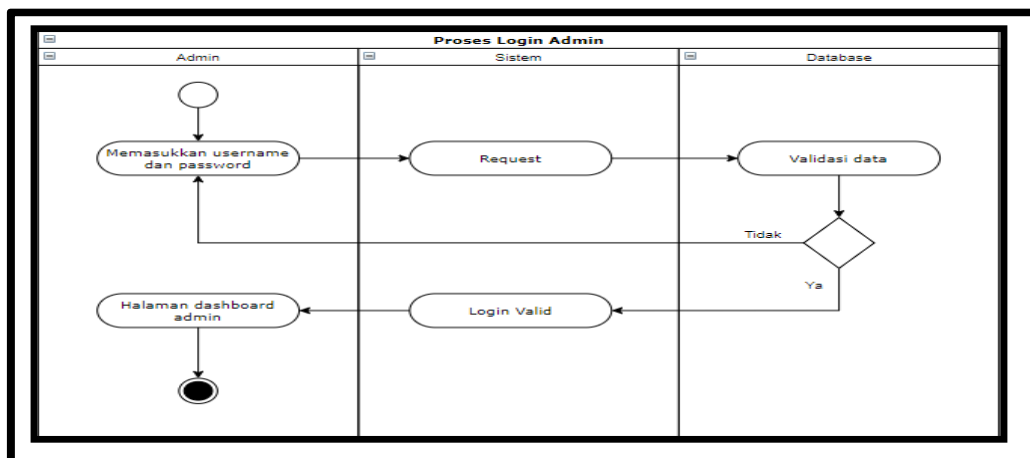 Proses Login Admin
Admin
Sistem
Database
Memasukkan username
dan password
Request
Validasi data
Tidak
Ya
Halaman dashboard
admin
Login Valid